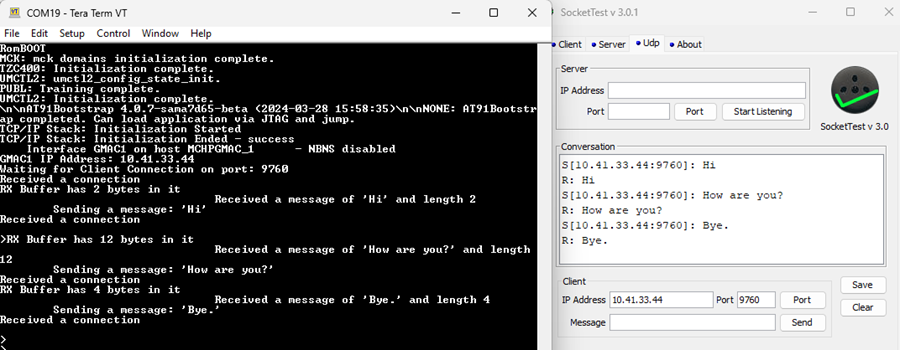 COM19 - Tera Term VT
File Edit Setup Control Window Help
RomBOOT
MCK: mck domains initialization complete.
TZC400: Initialization complete.
UMCTL2: umctl2_config_state_init.
PUBL: Training complete.
UMCTL2: Initialization complete.
\n\n\nAT91Bootstrap 4.0.7-sama7d65-beta (2024-03-28 15:58:35)\n\n\nNONE: AT91Bootstr
ap completed. Can load application via JTAG and jump.
TCP/IP Stack: Initialization Started
TCP/IP Stack: Initialization Ended - success
Interface GMAC1 on host MCHPGMAC_1 - NBNS disabled
GMAC1 IP Address: 10.41.33.44
Waiting for Client Connection on port: 9760
Received a connection
RX Buffer has 2 bytes in it
Received a message of 'Hi' and length 2
Sending a message: 'Hi'
Received a connection
>RX Buffer has 12 bytes in it
Received a message of 'How are you?' and length
12
Sending a message: 'How are you?'
Received a connection
RX Buffer has 4 bytes in it
Received a message of 'Bye.' and length 4
Sending a message: 'Bye.'
Received a connection
>
SocketTest v 3.0.1
Client Server Udp About
Server
IP Address
Port Port Start Listening
SocketTest v 3.0
Conversation
S[10.41.33.44:9760]: Hi
R: Hi
S[10.41.33.44:9760]: How are you?
R: How are you?
S[10.41.33.44:9760]: Bye.
R: Bye.
Client
IP Address 10.41.33.44 Port 9760 Port
Message Send
Save
Clear